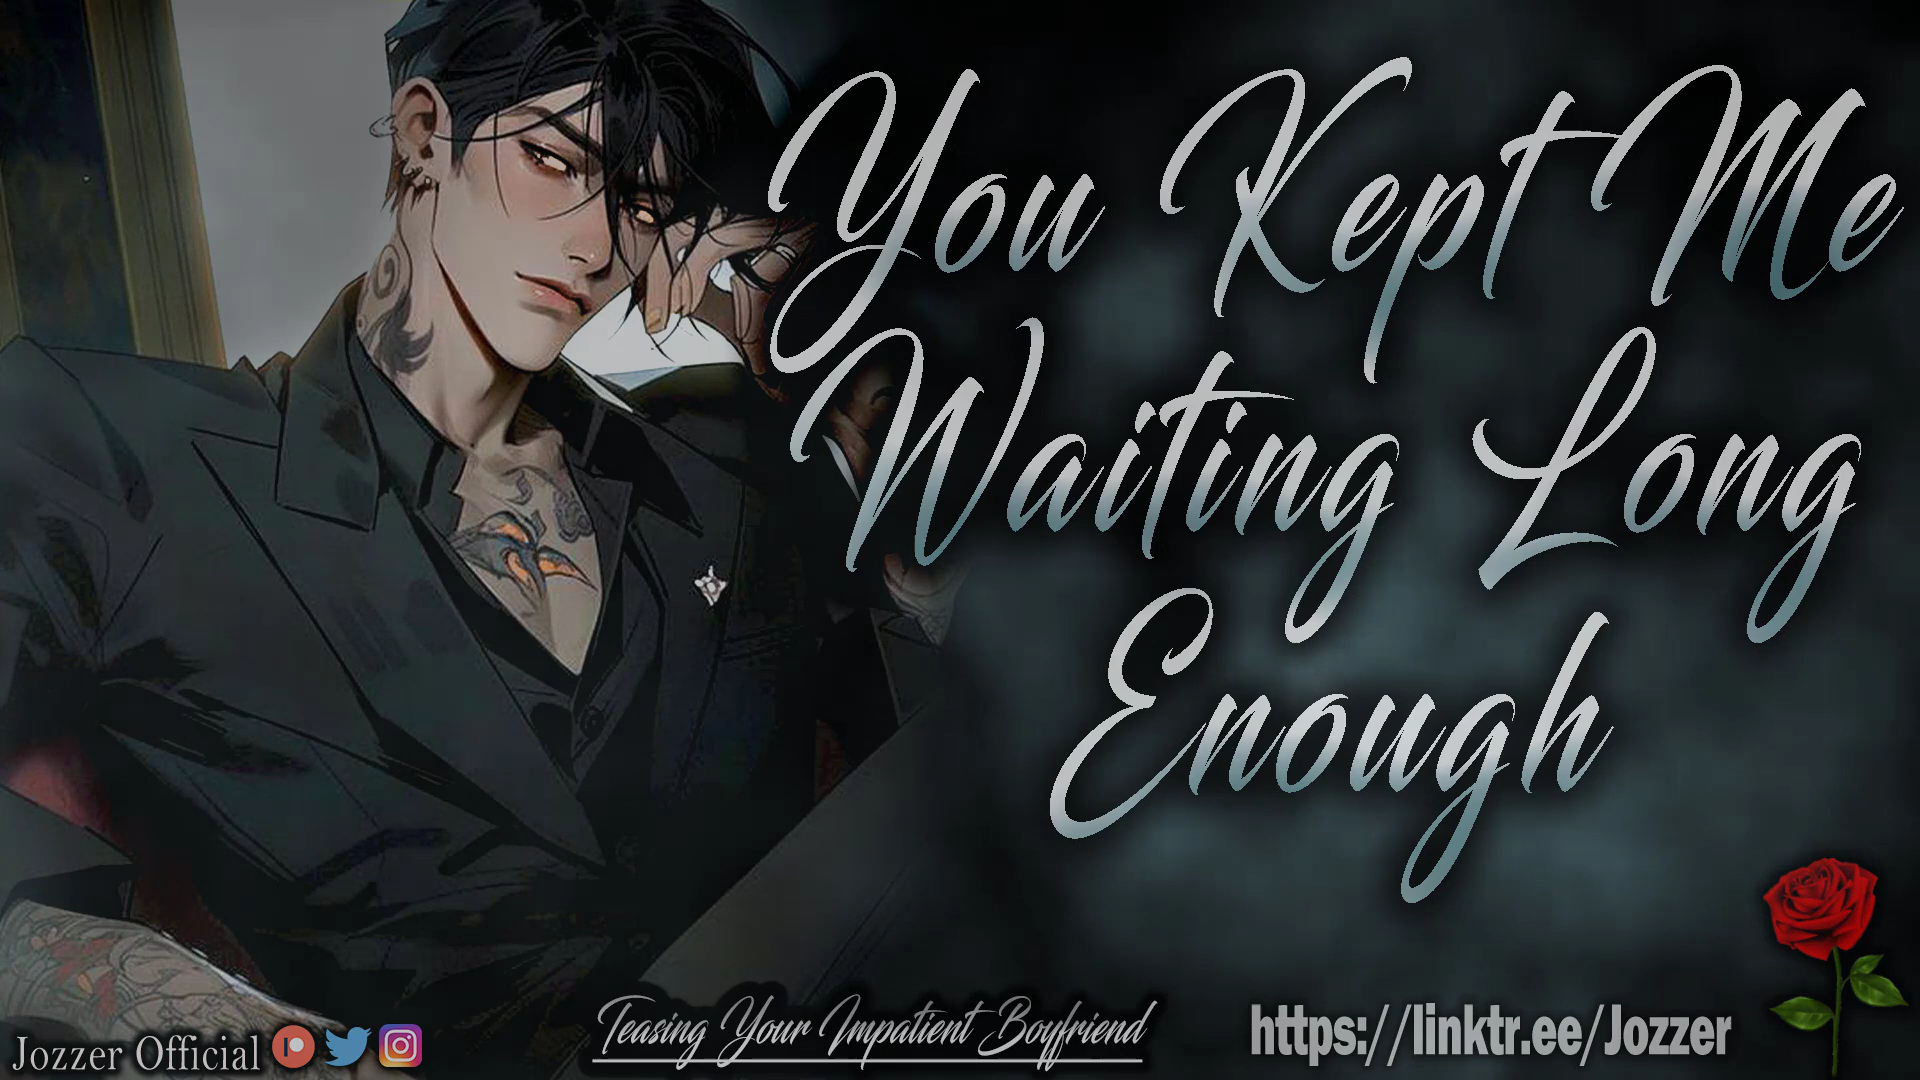 You Kept Me
Waiting Long
Enough
Jozzer Official
Teasing Your Impatient Boyfriend
https://linktr.ee/Jozzer